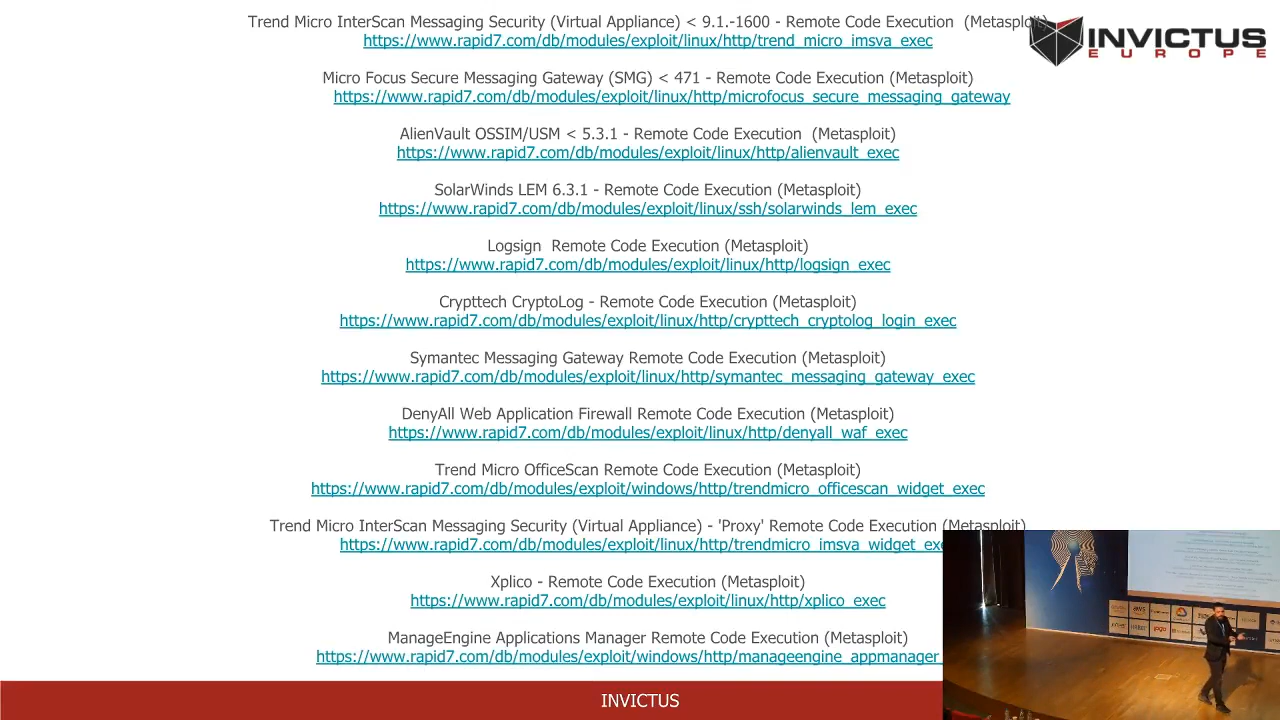 Trend Micro InterScan Messaging Security (Virtual Appliance) < 9.1.-1600 - Remote Code Execution  (Metasploit)
https://www.rapid7.com/db/modules/exploit/linux/http/trend_micro_imsva_exec
INVICTUS
EUROPE
Micro Focus Secure Messaging Gateway (SMG) < 471 - Remote Code Execution (Metasploit)
https://www.rapid7.com/db/modules/exploit/linux/http/microfocus_secure_messaging_gateway
AlienVault OSSIM/USM < 5.3.1 - Remote Code Execution  (Metasploit)
https://www.rapid7.com/db/modules/exploit/linux/http/alienvault_exec
SolarWinds LEM 6.3.1 - Remote Code Execution (Metasploit)
https://www.rapid7.com/db/modules/exploit/linux/ssh/solarwinds_lem_exec
Logsign  Remote Code Execution (Metasploit)
https://www.rapid7.com/db/modules/exploit/linux/http/logsign_exec
Crypttech CryptoLog - Remote Code Execution (Metasploit)
https://www.rapid7.com/db/modules/exploit/linux/http/crypttech_cryptolog_login_exec
Symantec Messaging Gateway Remote Code Execution (Metasploit)
https://www.rapid7.com/db/modules/exploit/linux/http/symantec_messaging_gateway_exec
DenyAll Web Application Firewall Remote Code Execution (Metasploit)
https://www.rapid7.com/db/modules/exploit/linux/http/denyall_waf_exec
Trend Micro OfficeScan Remote Code Execution (Metasploit)
https://www.rapid7.com/db/modules/exploit/windows/http/trendmicro_officescan_widget_exec
Trend Micro InterScan Messaging Security (Virtual Appliance) - 'Proxy' Remote Code Execution (Metasploit)
https://www.rapid7.com/db/modules/exploit/linux/http/trendmicro_imsva_widget_exe
Xplico - Remote Code Execution (Metasploit)
https://www.rapid7.com/db/modules/exploit/linux/http/xplico_exec
ManageEngine Applications Manager Remote Code Execution (Metasploit)
https://www.rapid7.com/db/modules/exploit/windows/http/manageengine_appmanager_
INVICTUS